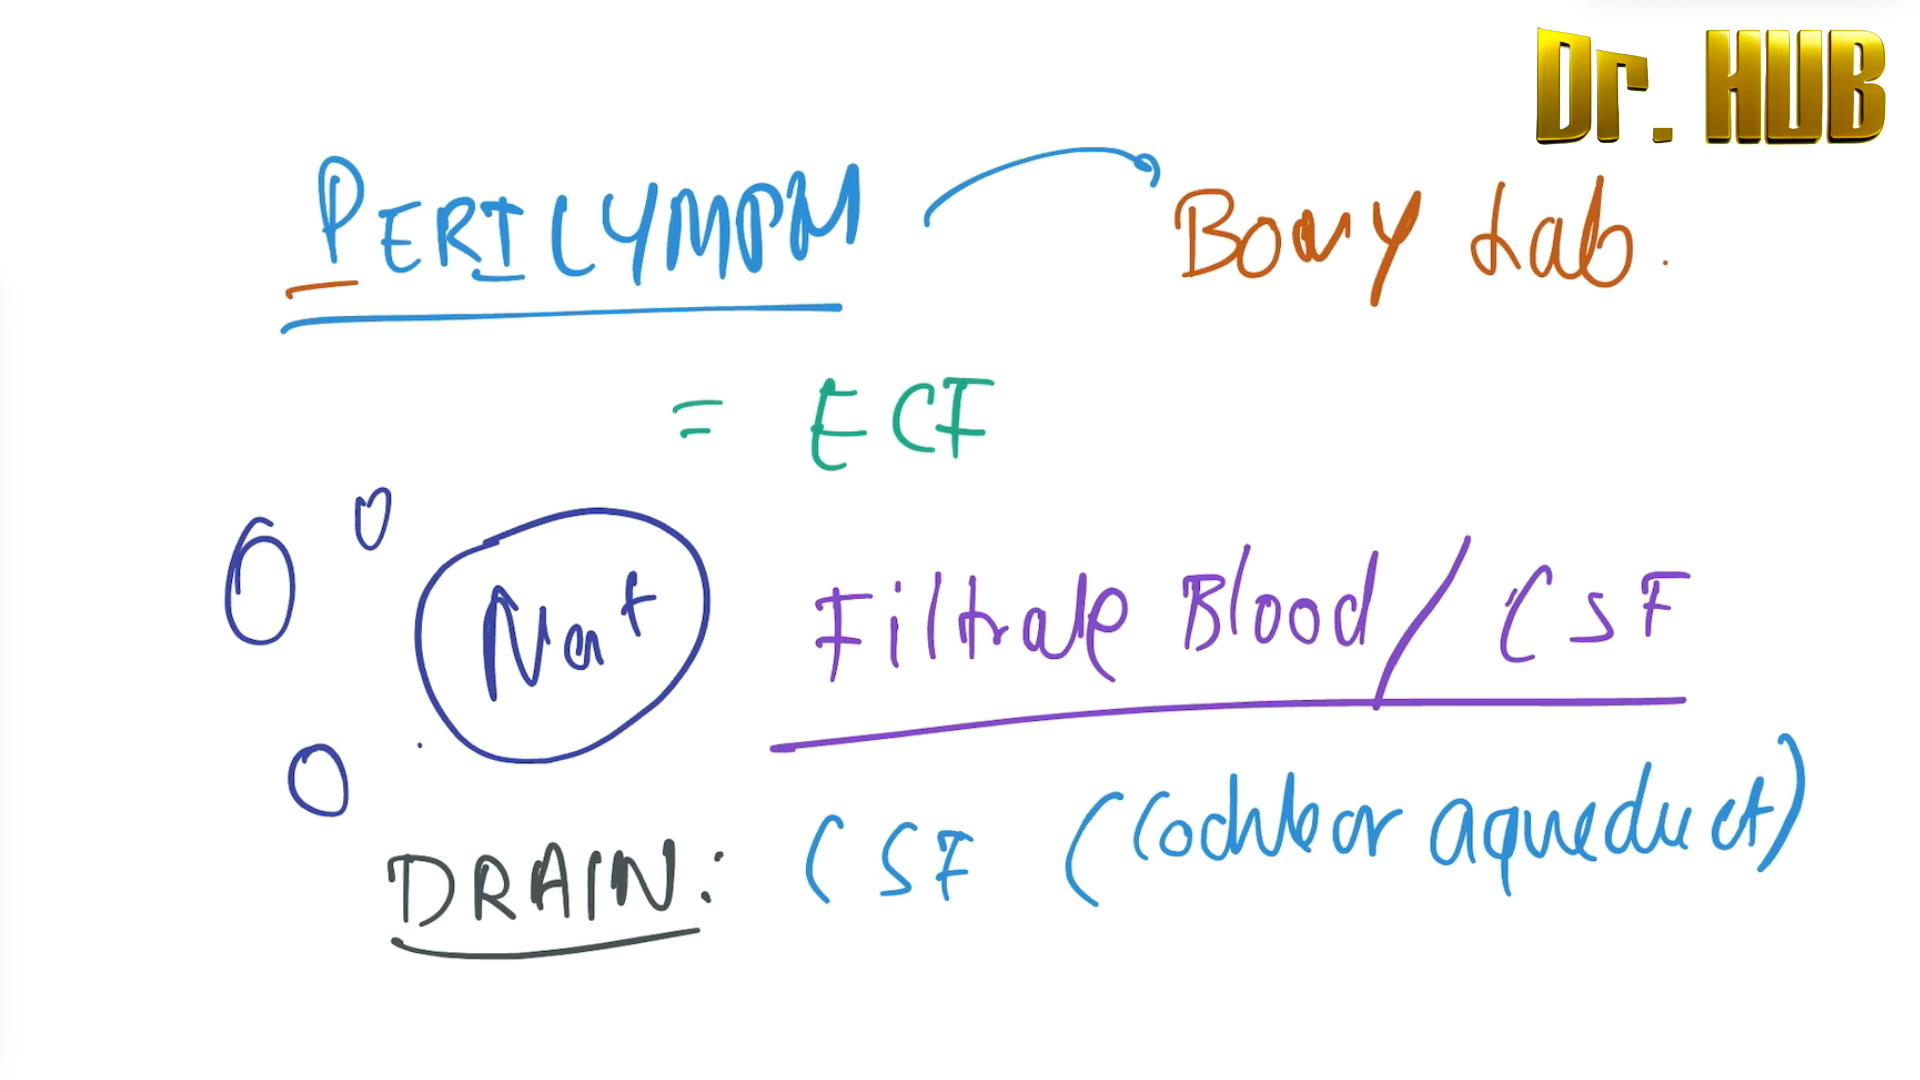 Dr. HUB
PERILYMPH Bony Lab.
= ECF
Na+ Filtrate Blood/CSF
DRAIN: CSF (Cochlear aqueduct)